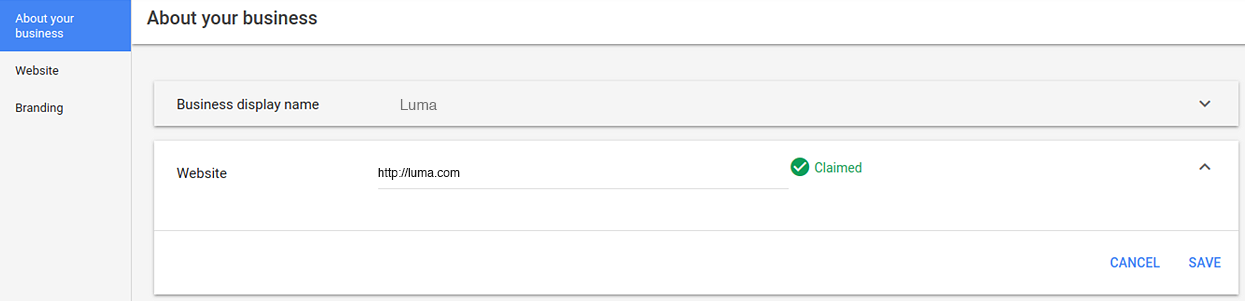 About your
business
Website
Branding
About your business
Business display name Luma
Website http://luma.com Claimed
CANCEL SAVE